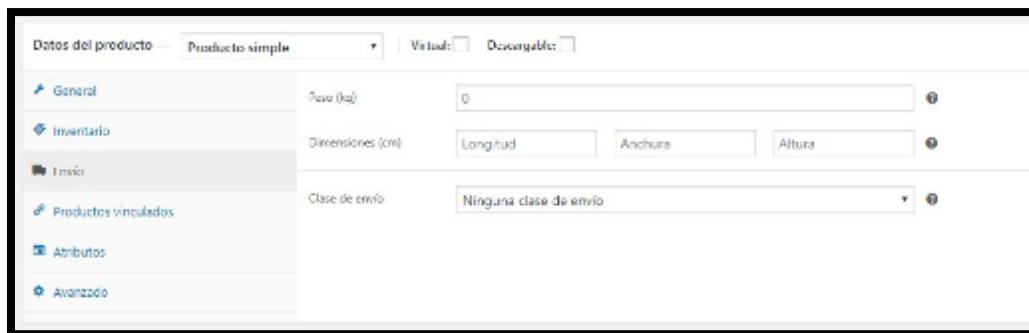 Datos del producto — Producto simple Virtual: Descargable:
General
Peso (kg) 0
Inventario
Dimensiones (cm) Longitud Anchura Altura
Envío
Clase de envío Ninguna clase de envío
Productos vinculados
Atributos
Avanzado